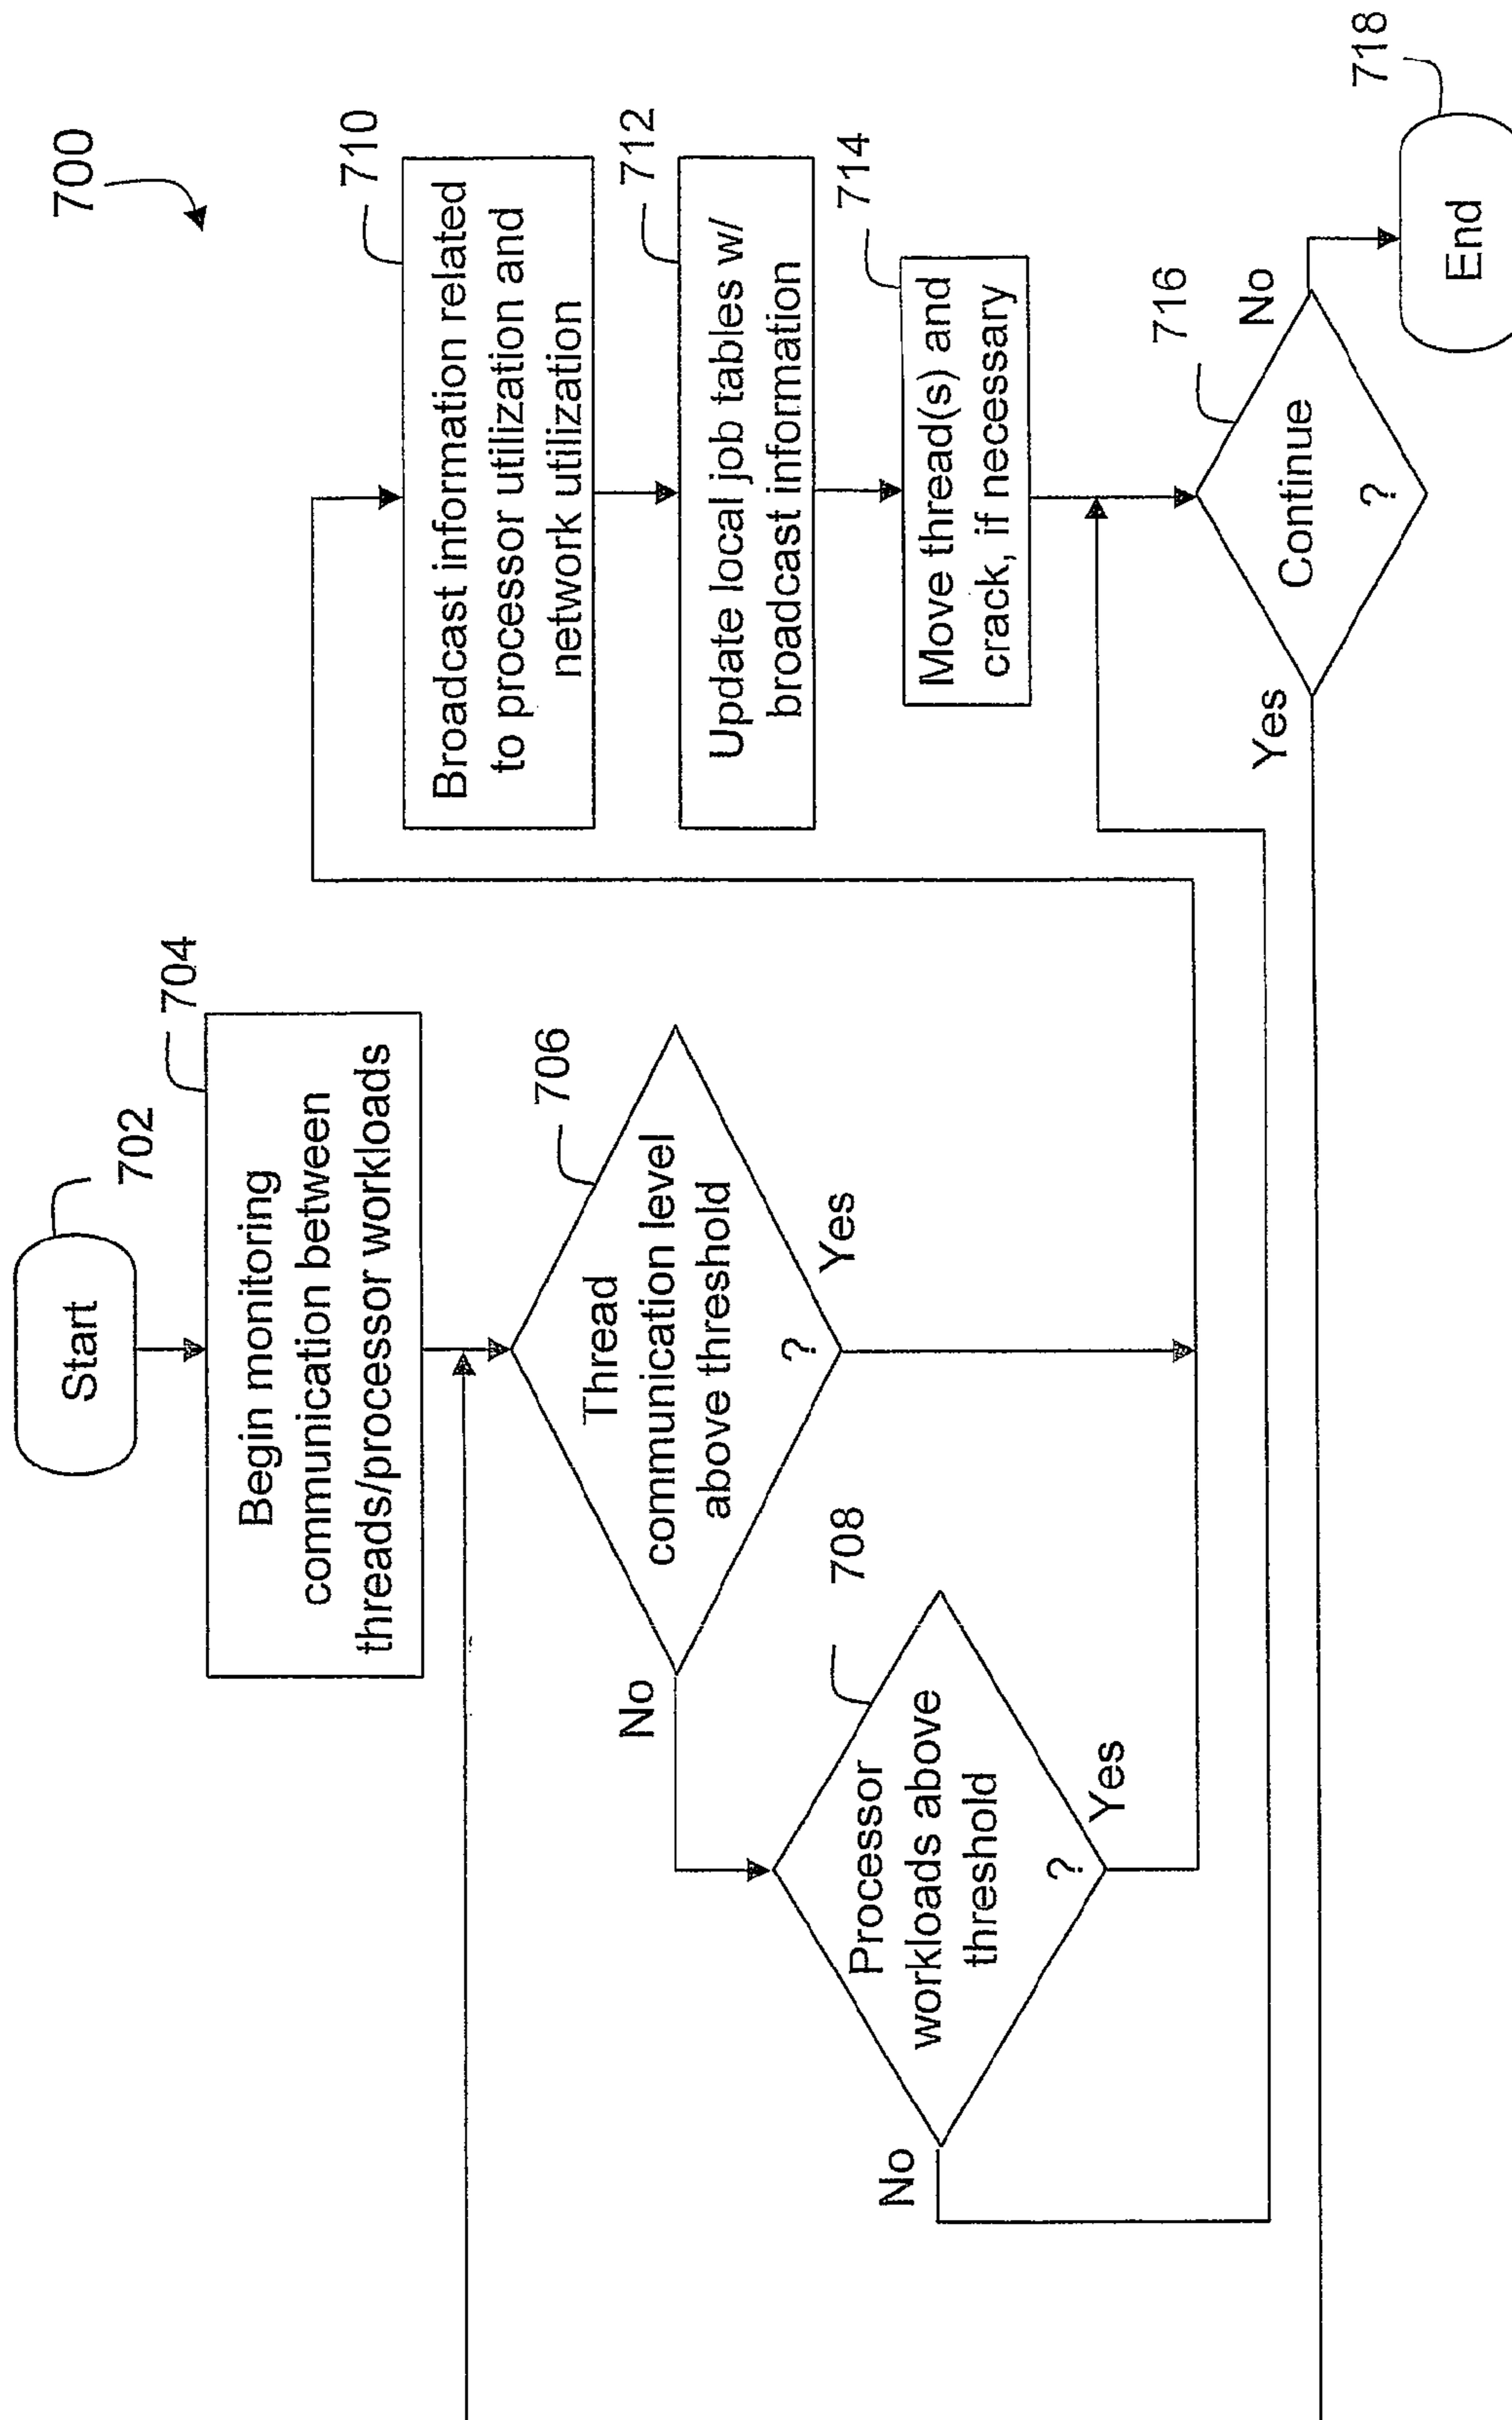 700
Start
702
Begin monitoring
communication between
threads/processor workloads
704
Thread
communication level
above threshold
?
706
No
Yes
Processor
workloads above
threshold
?
708
No
Yes
Broadcast information related
to processor utilization and
network utilization
710
Update local job tables w/
broadcast information
712
Move thread(s) and
crack, if necessary
714
Continue
?
716
Yes
No
End
718